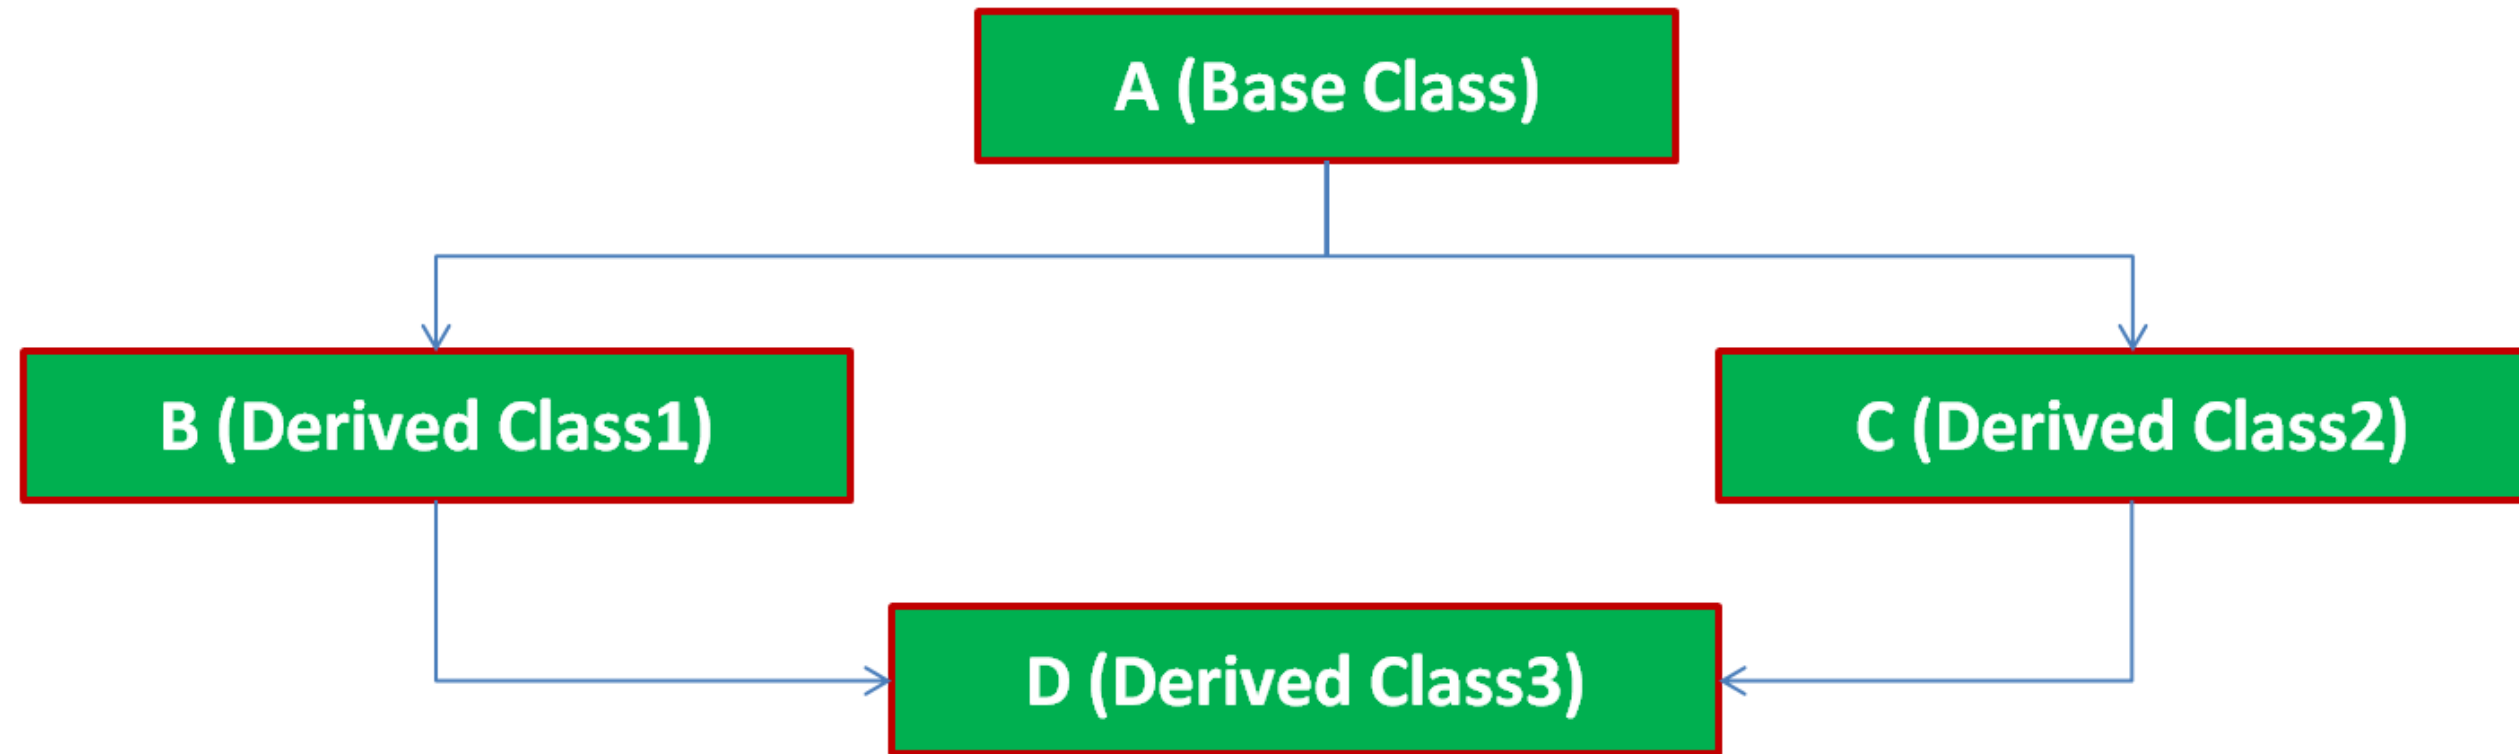 A (Base Class)
B (Derived Class1)
C (Derived Class2)
D (Derived Class3)